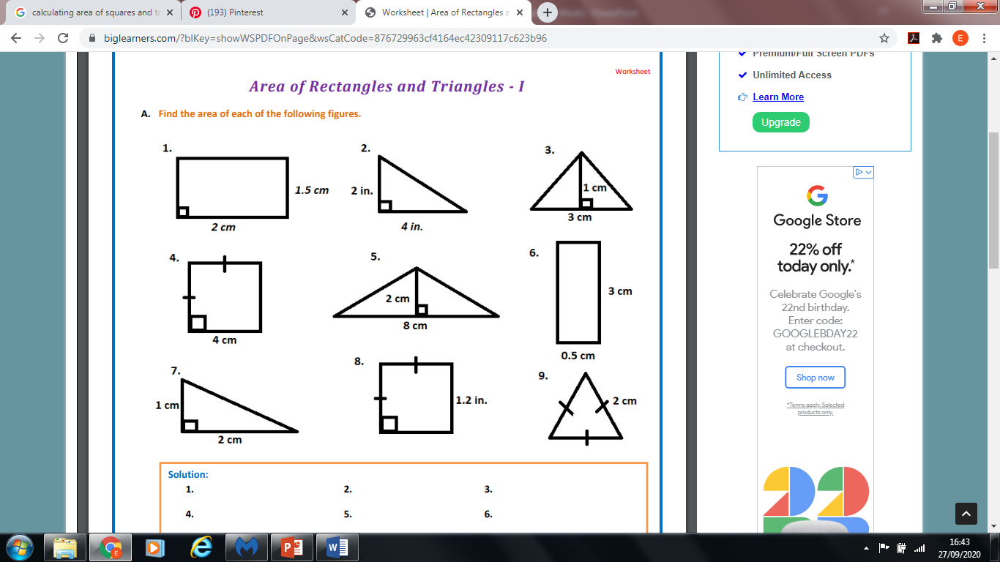 calculating area of squares and tr
(193) Pinterest
Worksheet | Area of Rectangles a
biglearners.com/?blKey=showWSPDFOnPage&wsCatCode=876729963cf4164ec42309117c623b96
E
Worksheet
Area of Rectangles and Triangles - I
A. Find the area of each of the following figures.
1.
1.5 cm
2 cm
2.
2 in.
4 in.
3.
1 cm
3 cm
4.
4 cm
5.
2 cm
8 cm
6.
3 cm
0.5 cm
7.
1 cm
2 cm
8.
1.2 in.
9.
2 cm
Solution:
1. 2. 3.
4. 5. 6.
Premium/Full Screen PDFs
Unlimited Access
Learn More
Upgrade
Google Store
22% off
today only.*
Celebrate Google's
22nd birthday.
Enter code:
GOOGLEBDAY22
at checkout.
Shop now
*Terms apply. Selected
products only.
16:43
27/09/2020